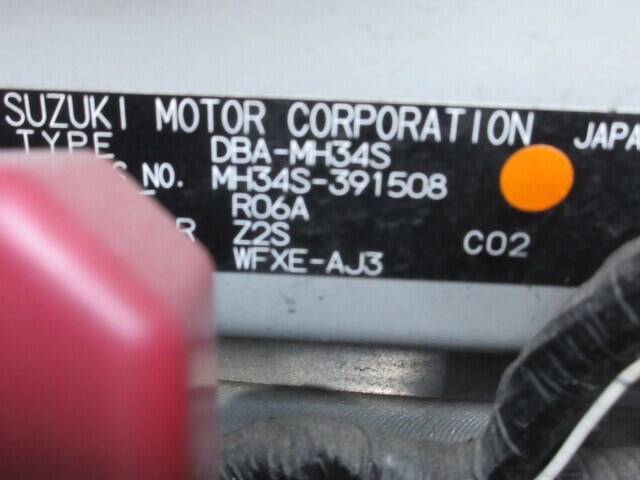 SUZUKI MOTOR CORPORATION JAPA
TYPE DBA-MH34S
S NO. MH34S-391508
R06A
R Z2S C02
WFXE-AJ3